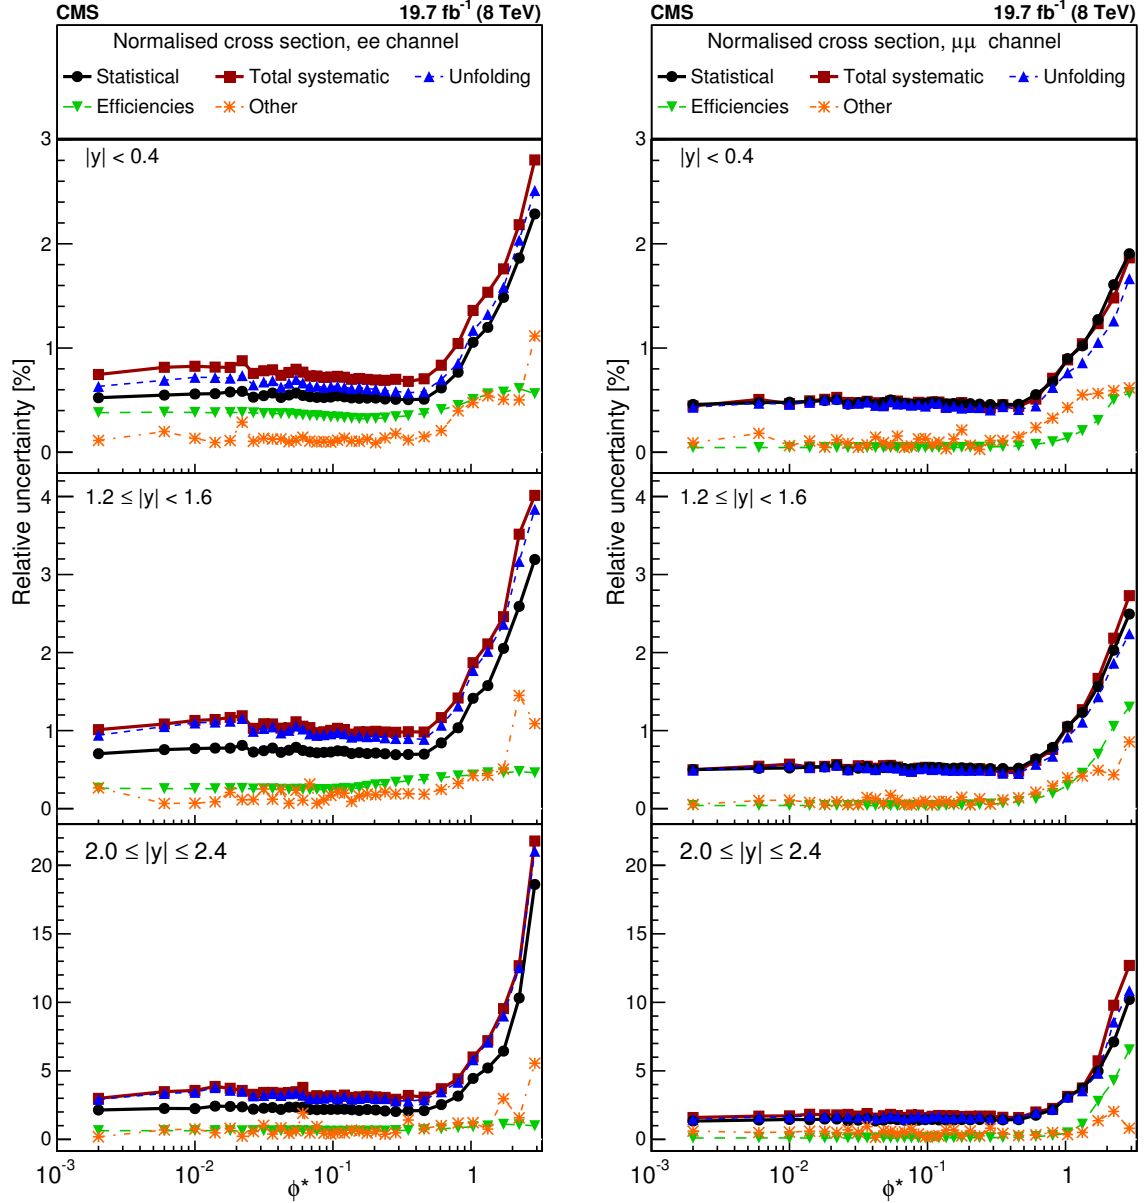 CMS 19.7 fb⁻¹ (8 TeV)
Normalised cross section, ee channel
Statistical Total systematic Unfolding
Efficiencies Other
Relative uncertainty [%]
|y| < 0.4
3
2
1
0
1.2 ≤ |y| < 1.6
4
3
2
1
0
2.0 ≤ |y| ≤ 2.4
20
15
10
5
0
10⁻³ 10⁻² 10⁻¹ 1
ϕ*
CMS 19.7 fb⁻¹ (8 TeV)
Normalised cross section, μμ channel
Statistical Total systematic Unfolding
Efficiencies Other
Relative uncertainty [%]
|y| < 0.4
3
2
1
0
1.2 ≤ |y| < 1.6
4
3
2
1
0
2.0 ≤ |y| ≤ 2.4
20
15
10
5
0
10⁻³ 10⁻² 10⁻¹ 1
ϕ*